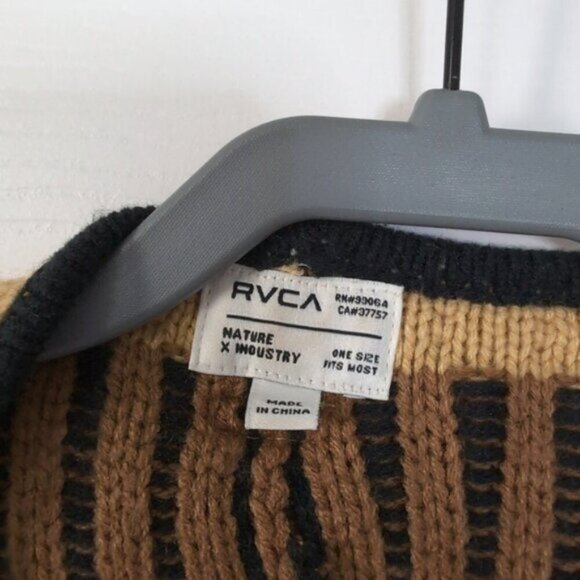 RVCA
RN#93064
CA#37757
NATURE
X INDUSTRY
ONE SIZE
FITS MOST
MADE
IN CHINA